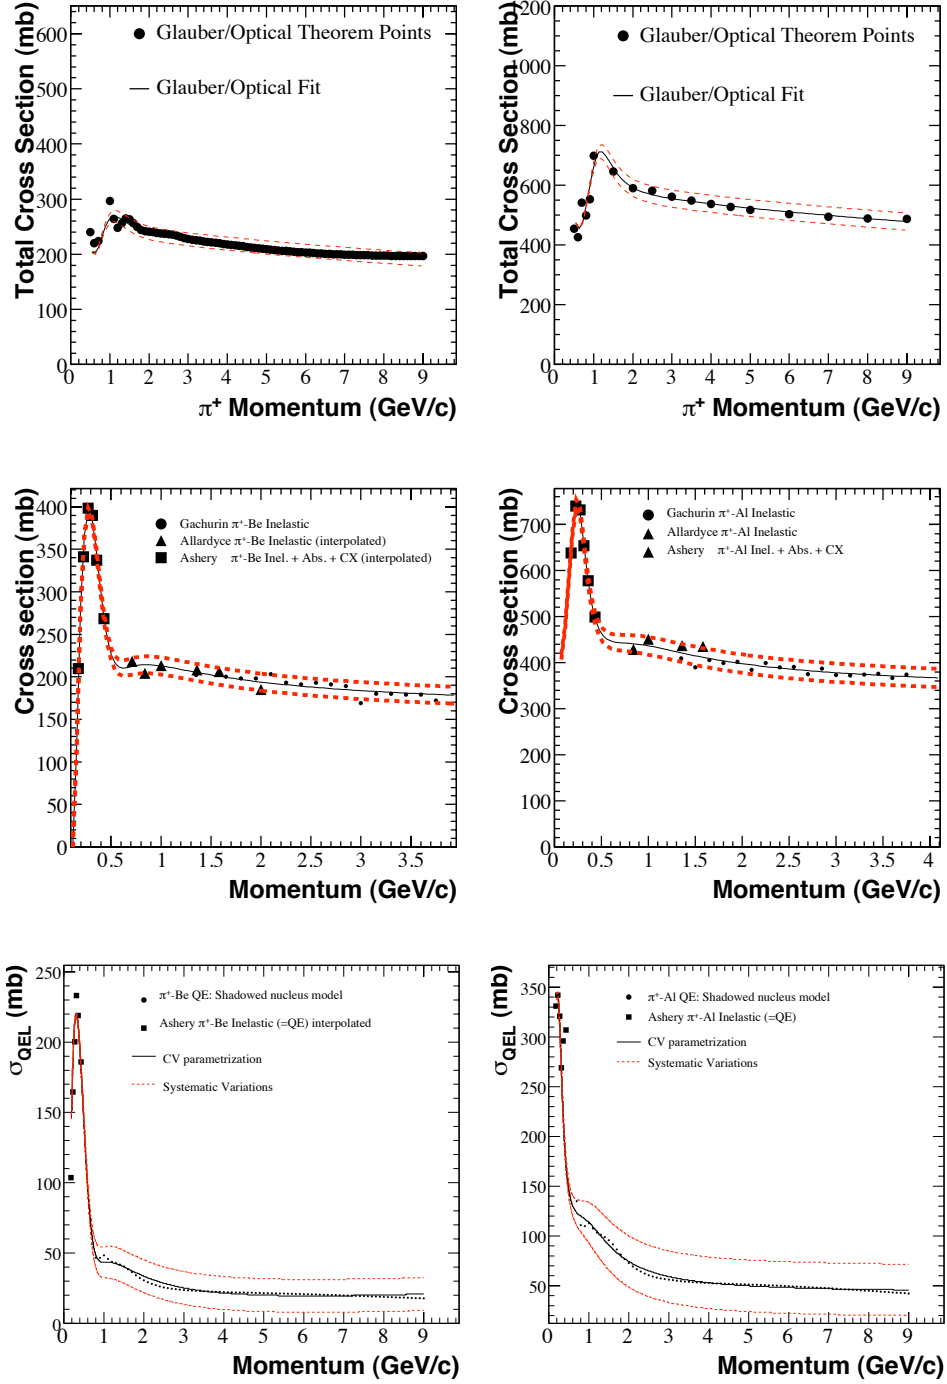 Total Cross Section (mb)
600
500
400
300
200
100
0
Glauber/Optical Theorem Points
Glauber/Optical Fit
0 1 2 3 4 5 6 7 8 9
π+ Momentum (GeV/c)
Total Cross Section (mb)
1200
1000
800
600
400
200
0
Glauber/Optical Theorem Points
Glauber/Optical Fit
0 1 2 3 4 5 6 7 8 9
π+ Momentum (GeV/c)
Cross section (mb)
400
350
300
250
200
150
100
50
0
Gachurin π+-Be Inelastic
Allardyce π+-Be Inelastic (interpolated)
Ashery π+-Be Inel. + Abs. + CX (interpolated)
0.5 1 1.5 2 2.5 3 3.5
Momentum (GeV/c)
Cross section (mb)
700
600
500
400
300
200
100
0
Gachurin π+-Al Inelastic
Allardyce π+-Al Inelastic
Ashery π+-Al Inel. + Abs. + CX
0 0.5 1 1.5 2 2.5 3 3.5 4
Momentum (GeV/c)
σQEL (mb)
250
200
150
100
50
0
π+-Be QE: Shadowed nucleus model
Ashery π+-Be Inelastic (=QE) interpolated
CV parametrization
Systematic Variations
0 1 2 3 4 5 6 7 8 9
Momentum (GeV/c)
σQEL (mb)
350
300
250
200
150
100
50
π+-Al QE: Shadowed nucleus model
Ashery π+-Al Inelastic (=QE)
CV parametrization
Systematic Variations
0 1 2 3 4 5 6 7 8 9
Momentum (GeV/c)